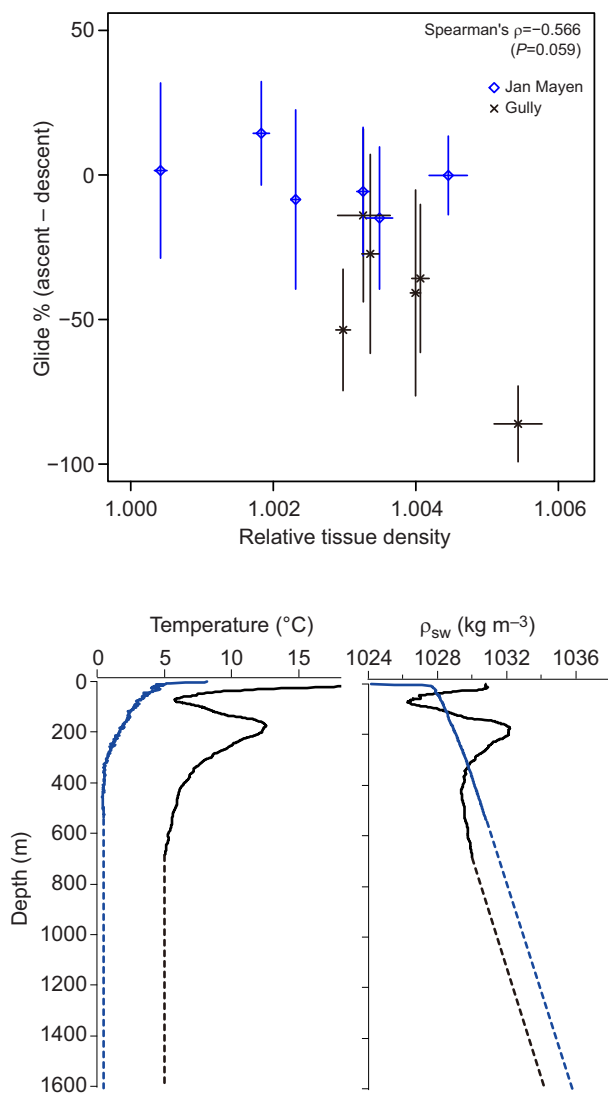 50
0
−50
−100
Glide % (ascent – descent)
Spearman's ρ=−0.566
(P=0.059)
Jan Mayen
Gully
1.000 1.002 1.004 1.006
Relative tissue density
Temperature (°C)
0 5 10 15
ρsw (kg m–3)
1024 1028 1032 1036
0
200
400
600
800
1000
1200
1400
1600
Depth (m)